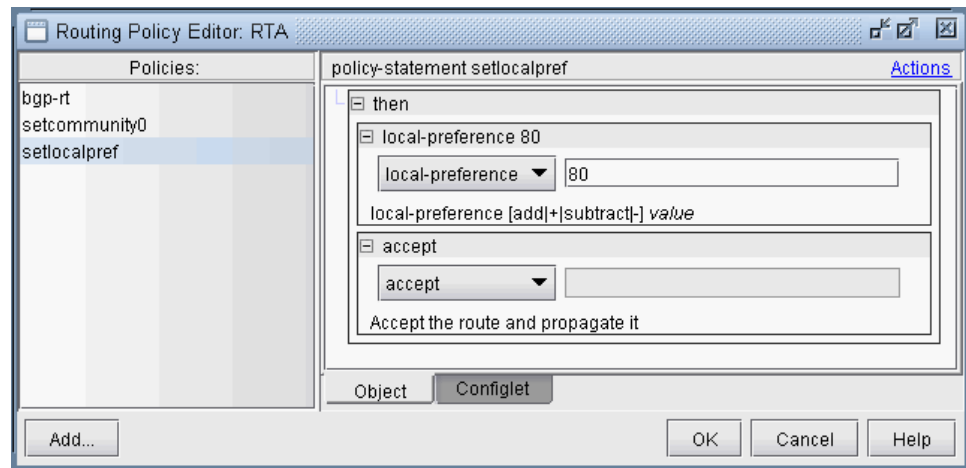 Routing Policy Editor: RTA
Policies:
bgp-rt
setcommunity0
setlocalpref
policy-statement setlocalpref
Actions
then
local-preference 80
local-preference
80
local-preference [add|+|subtract|-] value
accept
accept
Accept the route and propagate it
Object
Configlet
Add...
OK
Cancel
Help